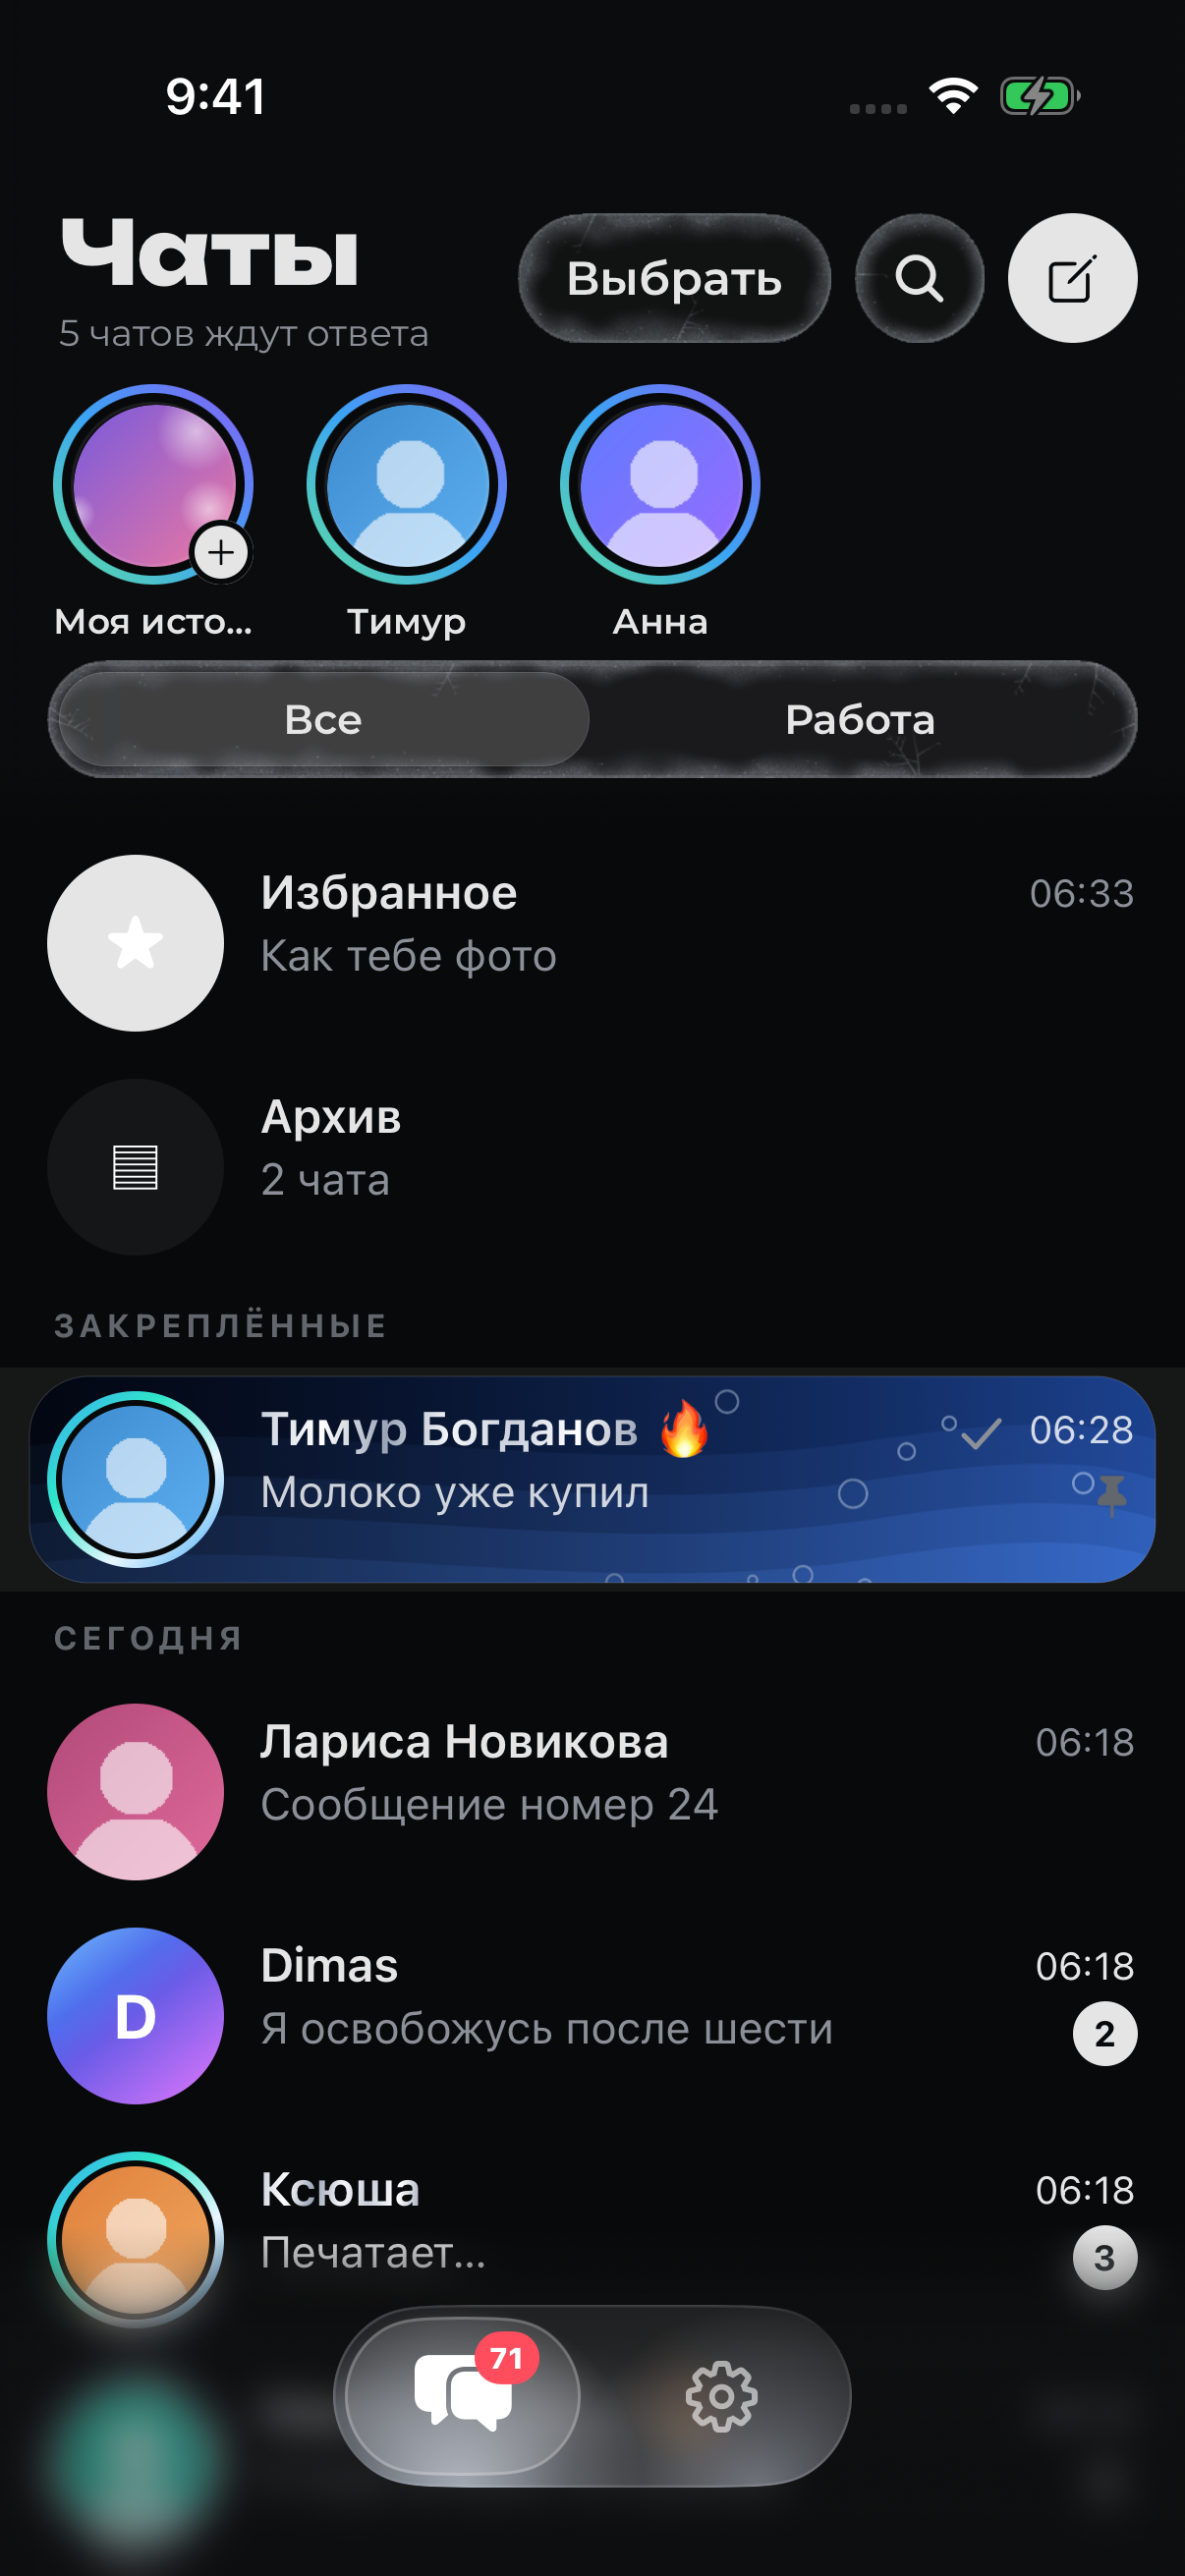 9:41
Чаты
5 чатов ждут ответа
Выбрать
Моя исто...
Тимур
Анна
Все
Работа
Избранное
06:33
Как тебе фото
Архив
2 чата
ЗАКРЕПЛЁННЫЕ
Тимур Богданов 🔥
06:28
Молоко уже купил
СЕГОДНЯ
Лариса Новикова
06:18
Сообщение номер 24
D
Dimas
06:18
Я освобожусь после шести
2
Ксюша
06:18
Печатает...
3
71